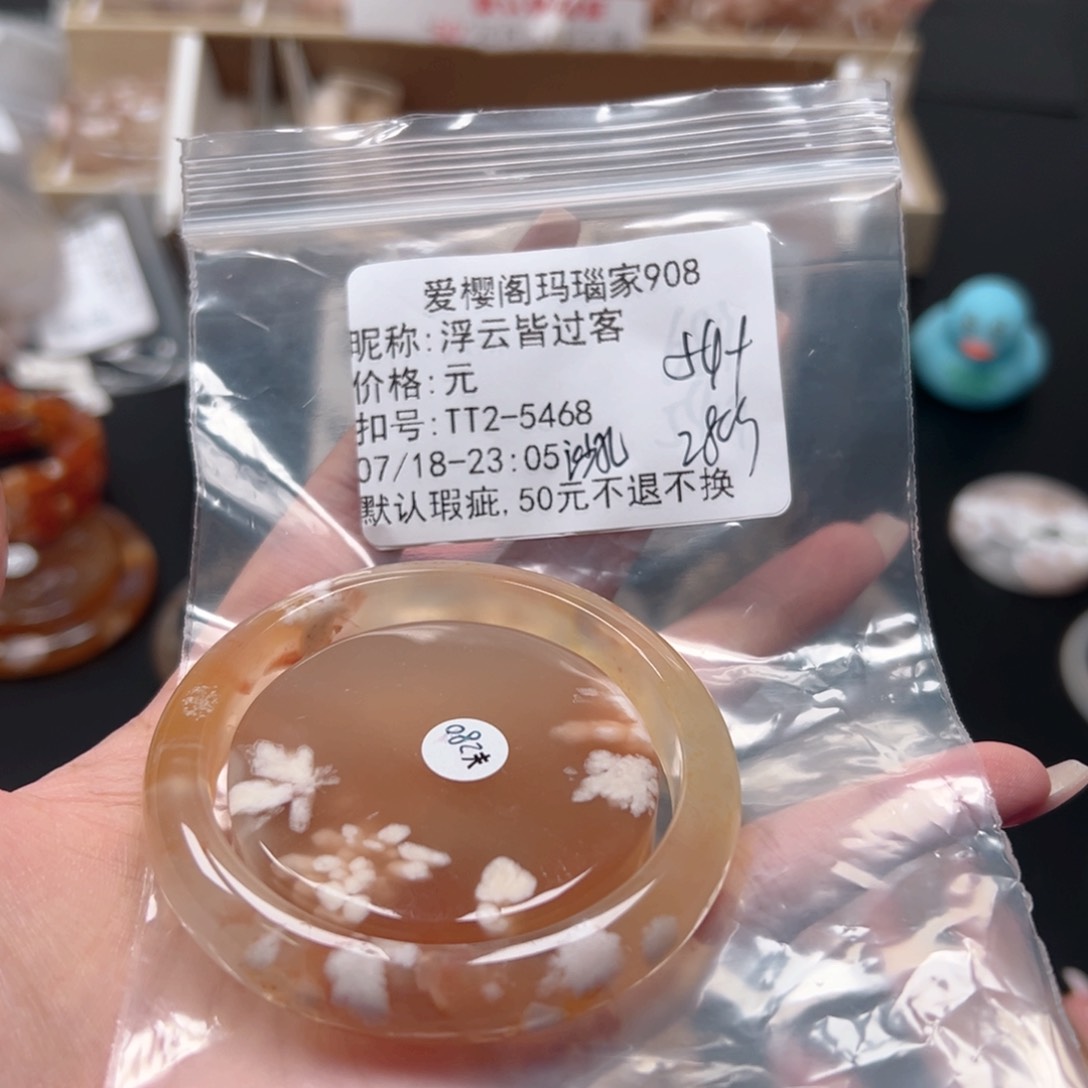 爱樱阁玛瑙家908
昵称:浮云皆过客
价格:元
扣号:TT2-5468
07/18-23:05
默认瑕疵,50元不退不换